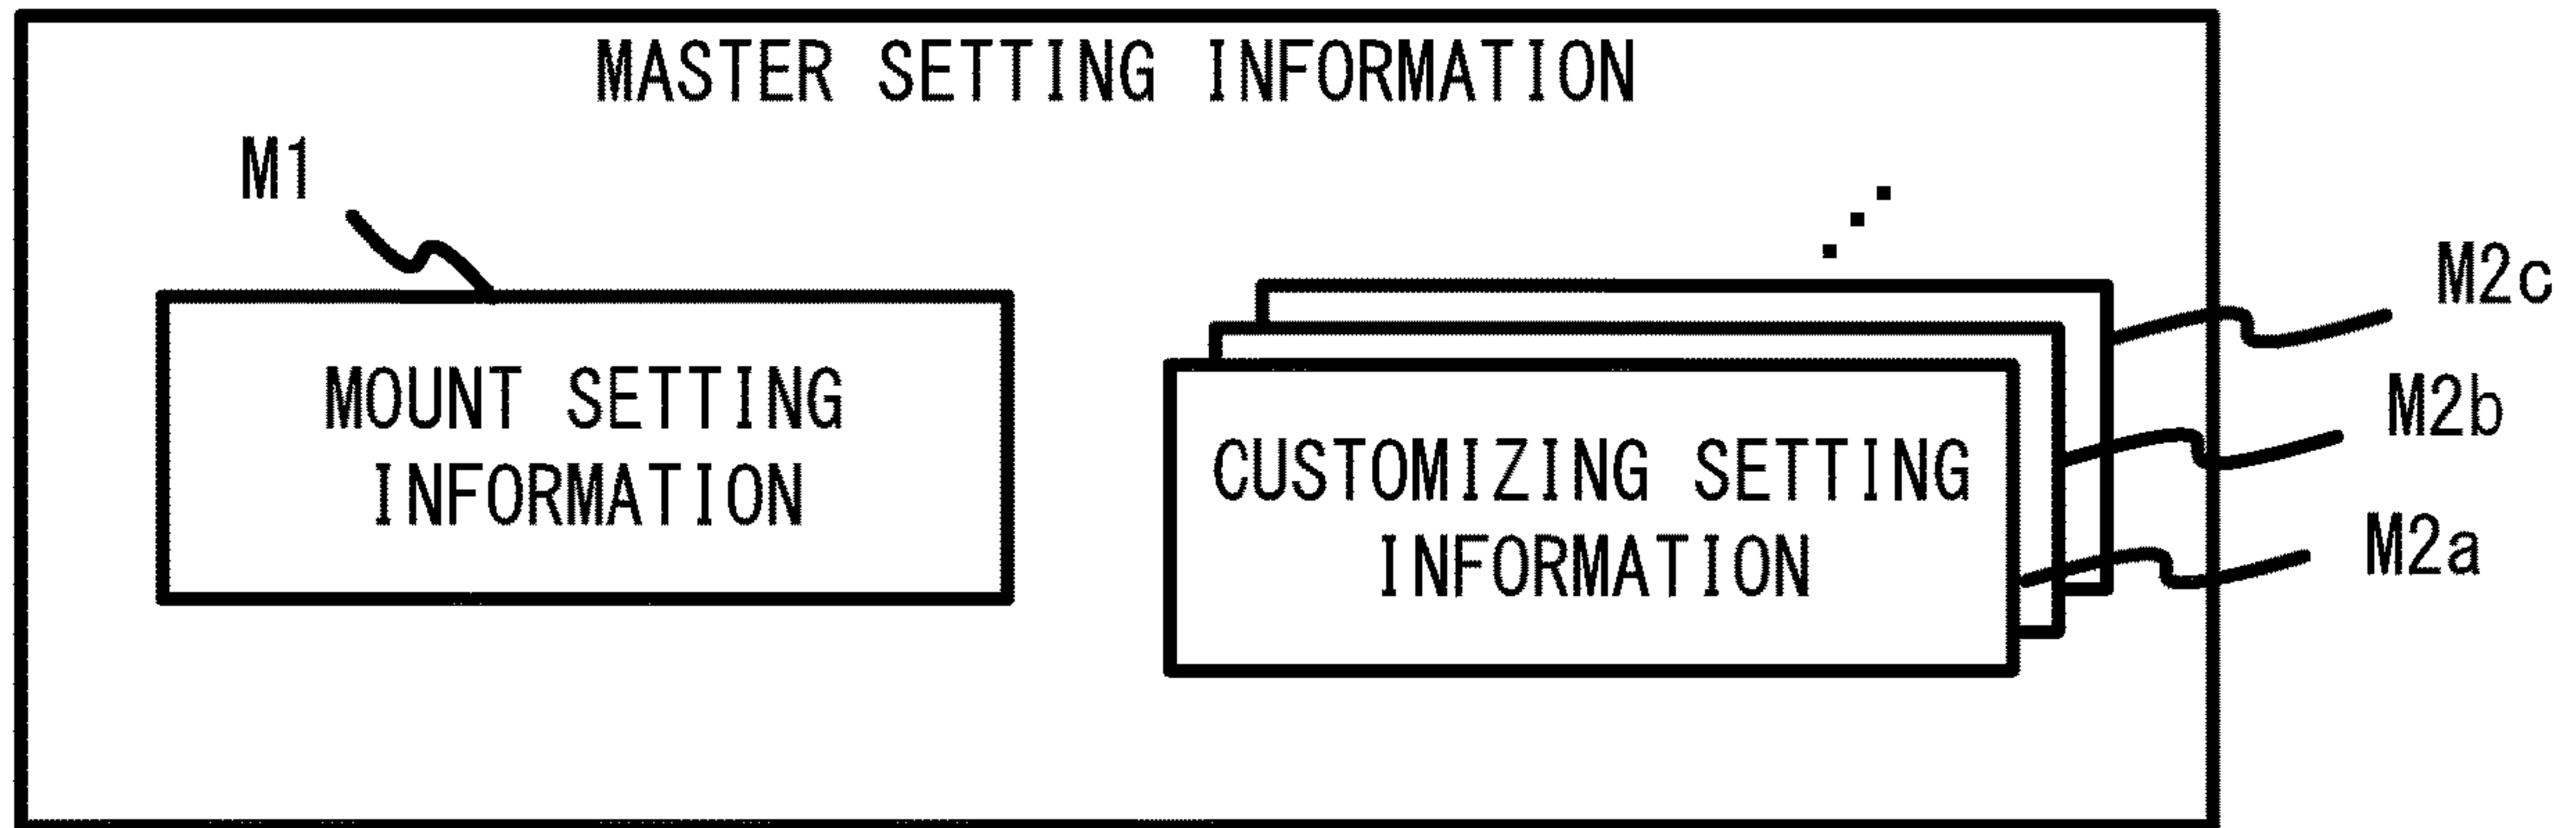 MASTER SETTING INFORMATION
M1
MOUNT SETTING
INFORMATION
CUSTOMIZING SETTING
INFORMATION
M2c
M2b
M2a